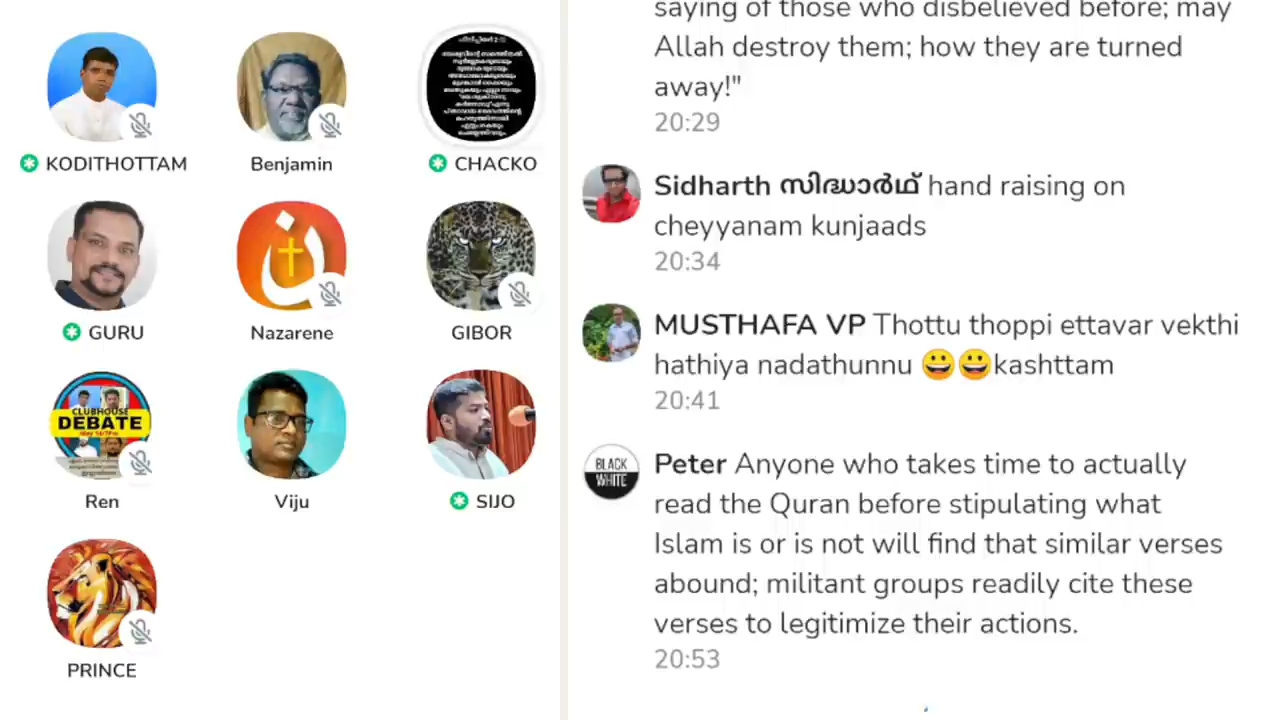 KODITHOTTAM
Benjamin
CHACKO
GURU
Nazarene
GIBOR
CLUBHOUSE
DEBATE
Ren
Viju
SIJO
PRINCE
saying of those who disbelieved before; may
Allah destroy them; how they are turned
away!"
20:29
Sidharth സിദ്ധാർഥ് hand raising on
cheyyanam kunjaads
20:34
MUSTHAFA VP Thottu thoppi ettavar vekthi
hathiya nadathunnu 😀😀kashttam
20:41
BLACK
WHITE
Peter Anyone who takes time to actually
read the Quran before stipulating what
Islam is or is not will find that similar verses
abound; militant groups readily cite these
verses to legitimize their actions.
20:53